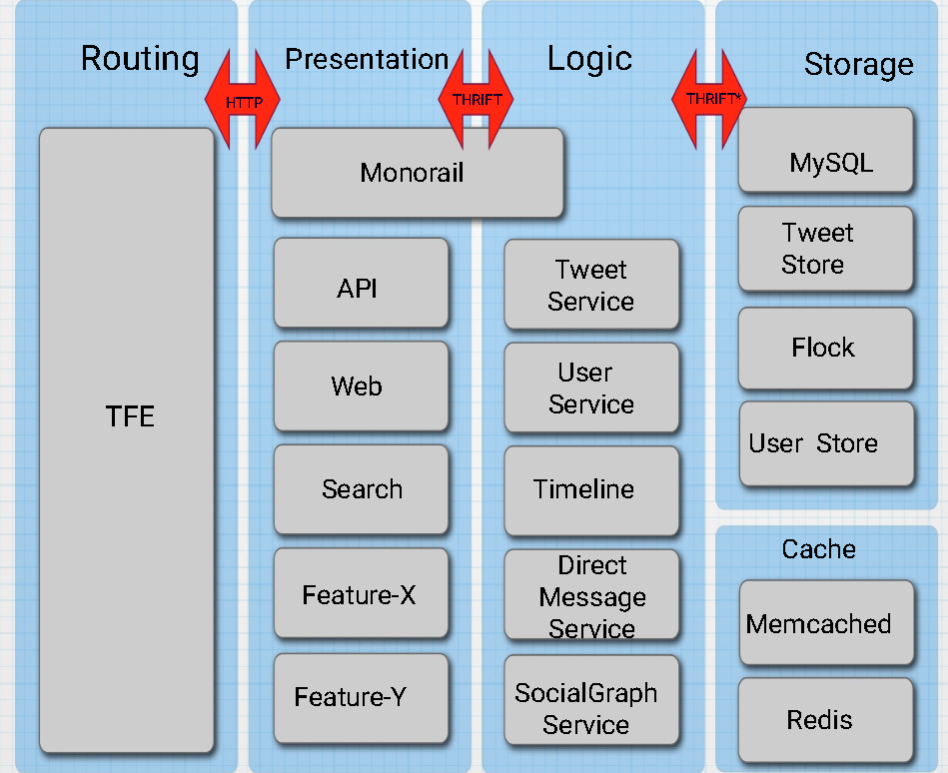 Routing
HTTP
TFE
Presentation
THRIFT
Monorail
API
Web
Search
Feature-X
Feature-Y
Logic
THRIFT*
Tweet
Service
User
Service
Timeline
Direct
Message
Service
SocialGraph
Service
Storage
MySQL
Tweet
Store
Flock
User Store
Cache
Memcached
Redis